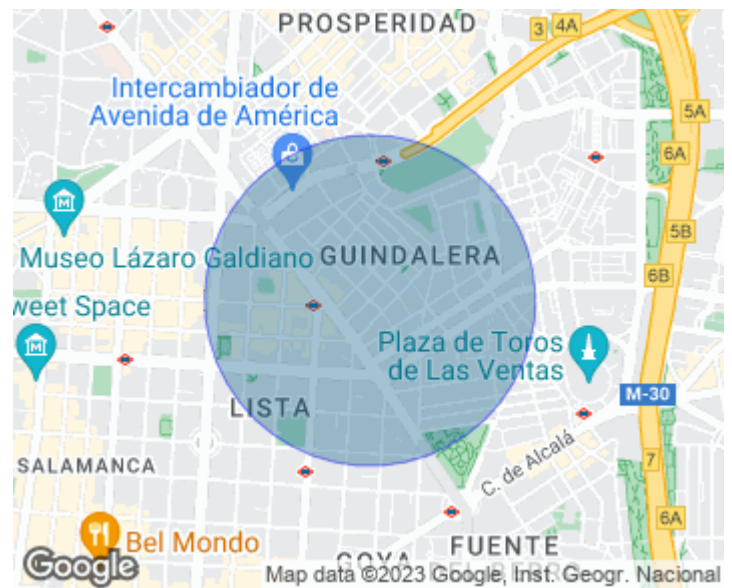 PROSPERIDAD
3
4A
Intercambiador de
Avenida de América
5A
6A
Museo Lázaro Galdiano
GUINDALERA
5B
6B
weet Space
Plaza de Toros
de Las Ventas
M-30
LISTA
SALAMANCA
C. de Alcalá
7
6A
Bel Mondo
GOYA
FUENTE
Google
Map data ©2023 Google, Inst. Geogr. Nacional